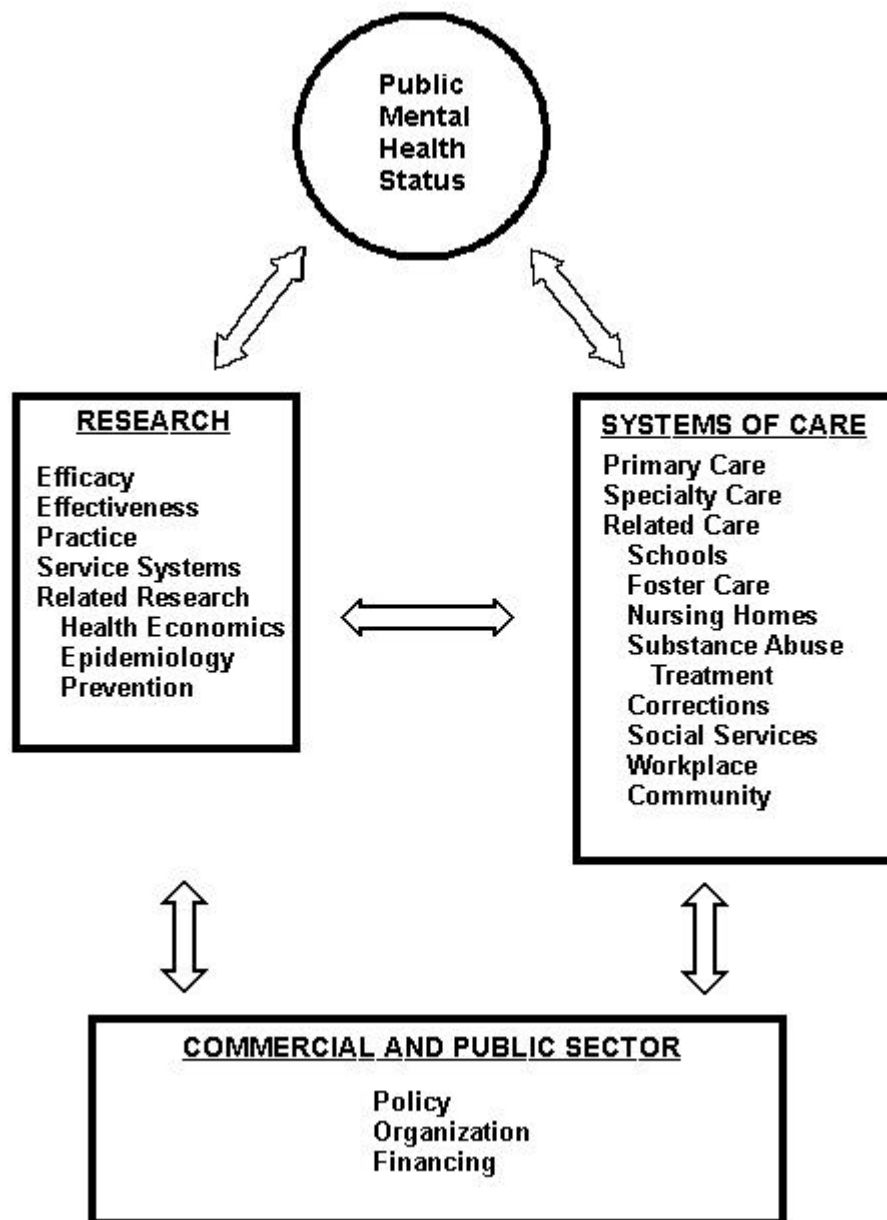 Public
Mental
Health
Status
RESEARCH
Efficacy
Effectiveness
Practice
Service Systems
Related Research
Health Economics
Epidemiology
Prevention
SYSTEMS OF CARE
Primary Care
Specialty Care
Related Care
Schools
Foster Care
Nursing Homes
Substance Abuse
Treatment
Corrections
Social Services
Workplace
Community
COMMERCIAL AND PUBLIC SECTOR
Policy
Organization
Financing